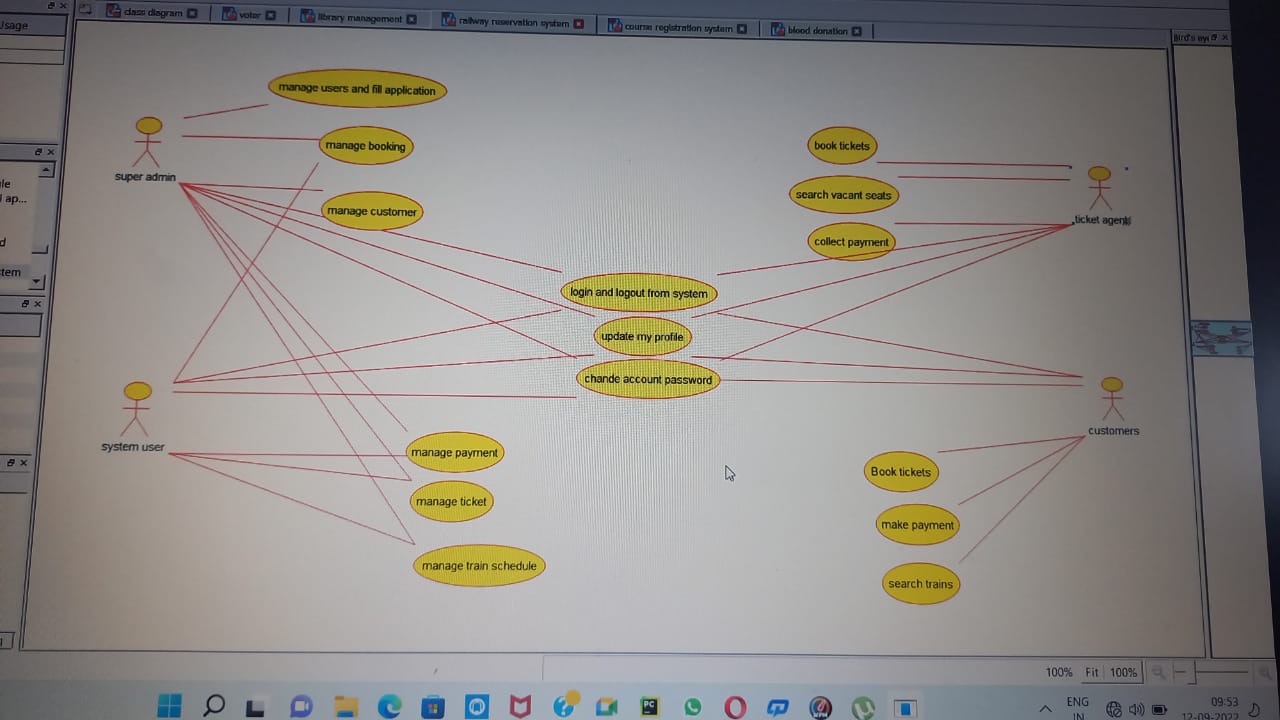 class diagram
voter
library management
railway reservation system
course registration system
blood donation
Bird's eye
Usage
manage users and fill application
manage booking
super admin
manage customer
book tickets
search vacant seats
ticket agent
collect payment
login and logout from system
update my profile
chande account password
system user
customers
manage payment
manage ticket
manage train schedule
Book tickets
make payment
search trains
ap...
d
tem
100% Fit 100%
ENG
IN
09:53
12-09-2022